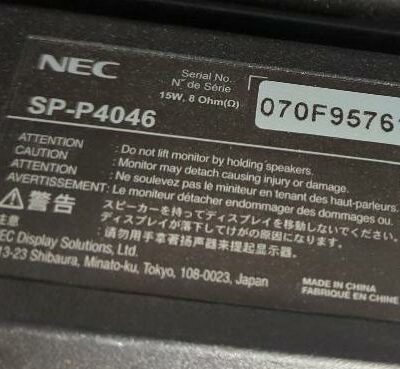 NEC
Serial No.
N° de Série
15W, 8 Ohm(Ω)
070F9576
SP-P4046
ATTENTION : Do not lift monitor by holding speakers.
CAUTION : Monitor may detach causing injury or damage.
ATTENTION : Ne soulevez pas le miniteur en tenant des haut-parleurs.
AVERTISSEMENT: Le moniteur détacher endommager des dommages ou
警告 スピーカーを持ってディスプレイを移動しないでください。
ディスプレイが落下してけがの原因になります。
注意 请勿用手拿著扬声器来提起显示器。
NEC Display Solutions, Ltd.
13-23 Shibaura, Minato-ku, Tokyo, 108-0023, Japan
MADE IN CHINA
FABRIQUÉ EN CHINE